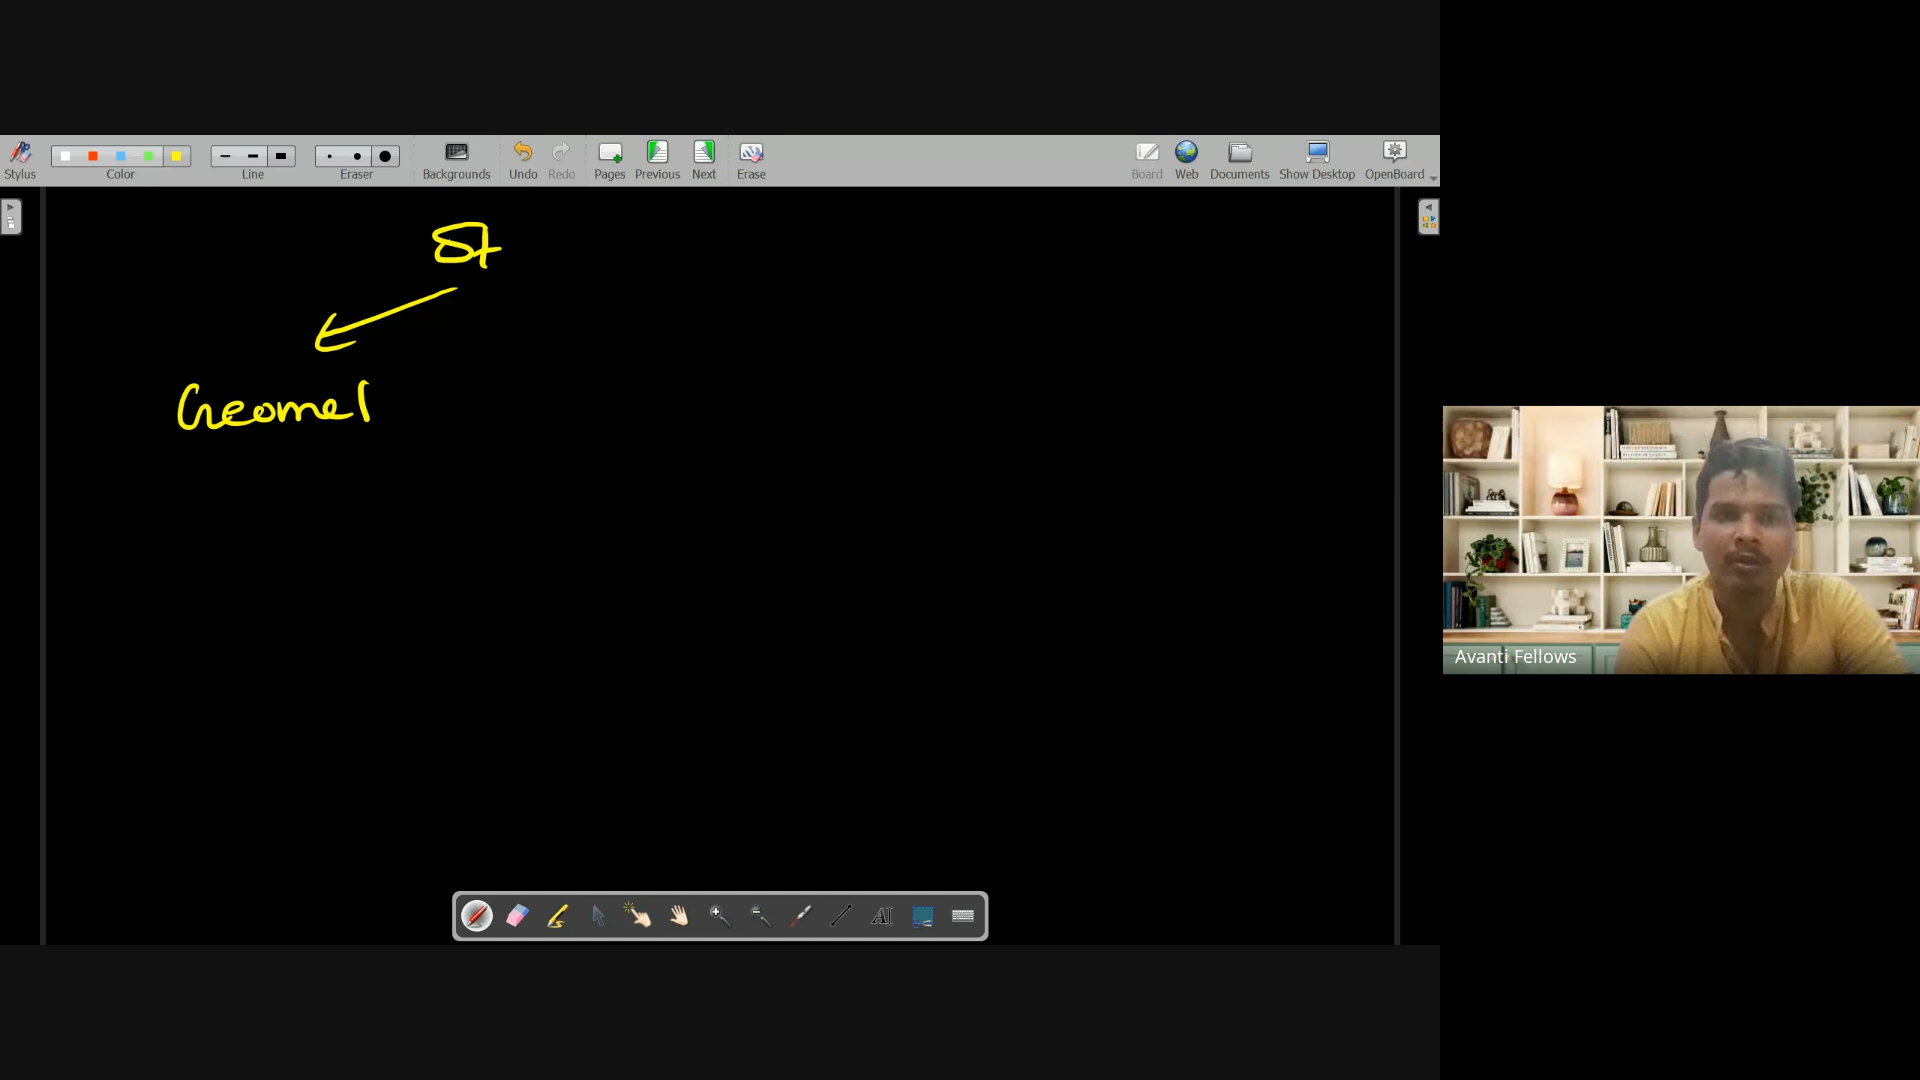 Stylus Color Line Eraser Backgrounds Undo Redo Pages Previous Next Erase Board Web Documents Show Desktop OpenBoard
St
Geomet
AI
Avanti Fellows